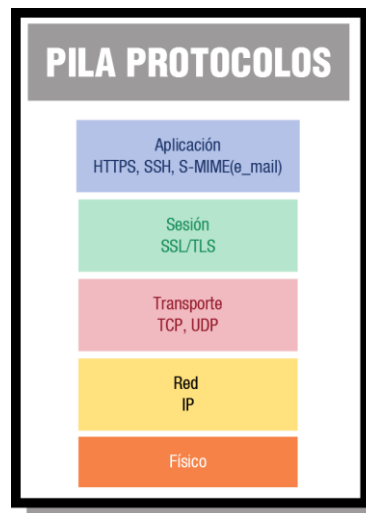 PILA PROTOCOLOS
Aplicación
HTTPS, SSH, S-MIME(e_mail)
Sesión
SSL/TLS
Transporte
TCP, UDP
Red
IP
Físico